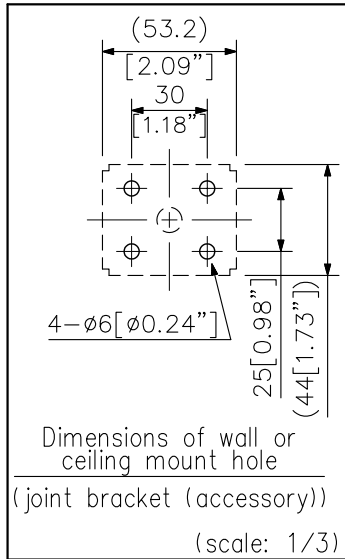 (53.2)
[2.09”]
30
[1.18”]
4-ø6[ø0.24”]
25[0.98”]
(44[1.73”])
Dimensions of wall or
ceiling mount hole
(joint bracket (accessory))
(scale: 1/3)